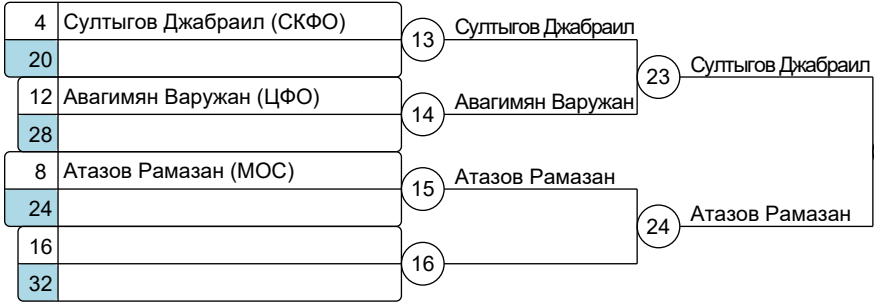 4 Султыгов Джабраил (СКФО)
20
12 Авагимян Варужан (ЦФО)
28
8 Атазов Рамазан (МОС)
24
16
32
13 Султыгов Джабраил
14 Авагимян Варужан
15 Атазов Рамазан
16
23 Султыгов Джабраил
24 Атазов Рамазан